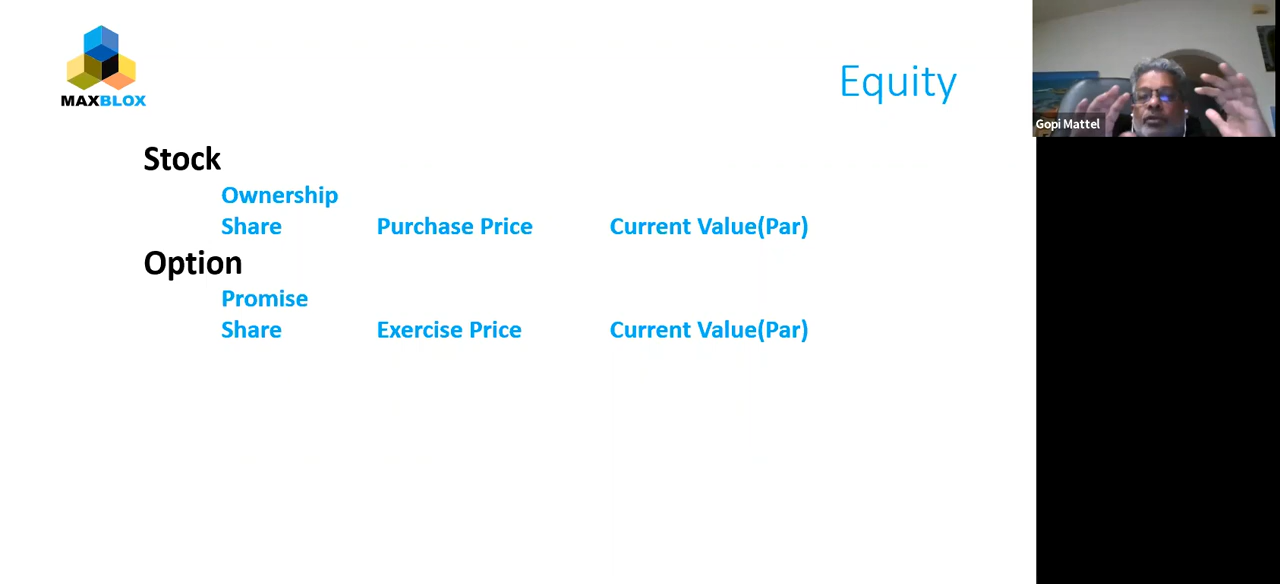 MAXBLOX
Equity
Gopi Mattel
Stock
Ownership
Share Purchase Price Current Value(Par)
Option
Promise
Share Exercise Price Current Value(Par)